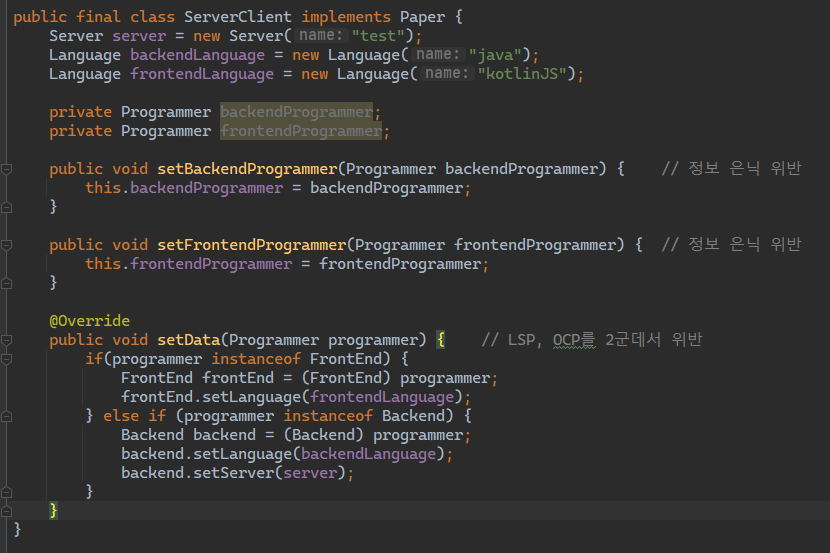 public final class ServerClient implements Paper {
    Server server = new Server( name: "test");
    Language backendLanguage = new Language( name: "java");
    Language frontendLanguage = new Language( name: "kotlinJS");
    private Programmer backendProgrammer;
    private Programmer frontendProgrammer;
    public void setBackendProgrammer(Programmer backendProgrammer) {    // 정보 은닉 위반
        this.backendProgrammer = backendProgrammer;
    }
    public void setFrontendProgrammer(Programmer frontendProgrammer) {  // 정보 은닉 위반
        this.frontendProgrammer = frontendProgrammer;
    }
    @Override
    public void setData(Programmer programmer) {    // LSP, OCP를 2군데서 위반
        if(programmer instanceof FrontEnd) {
            FrontEnd frontEnd = (FrontEnd) programmer;
            frontEnd.setLanguage(frontendLanguage);
        } else if (programmer instanceof Backend) {
            Backend backend = (Backend) programmer;
            backend.setLanguage(backendLanguage);
            backend.setServer(server);
        }
    }
}